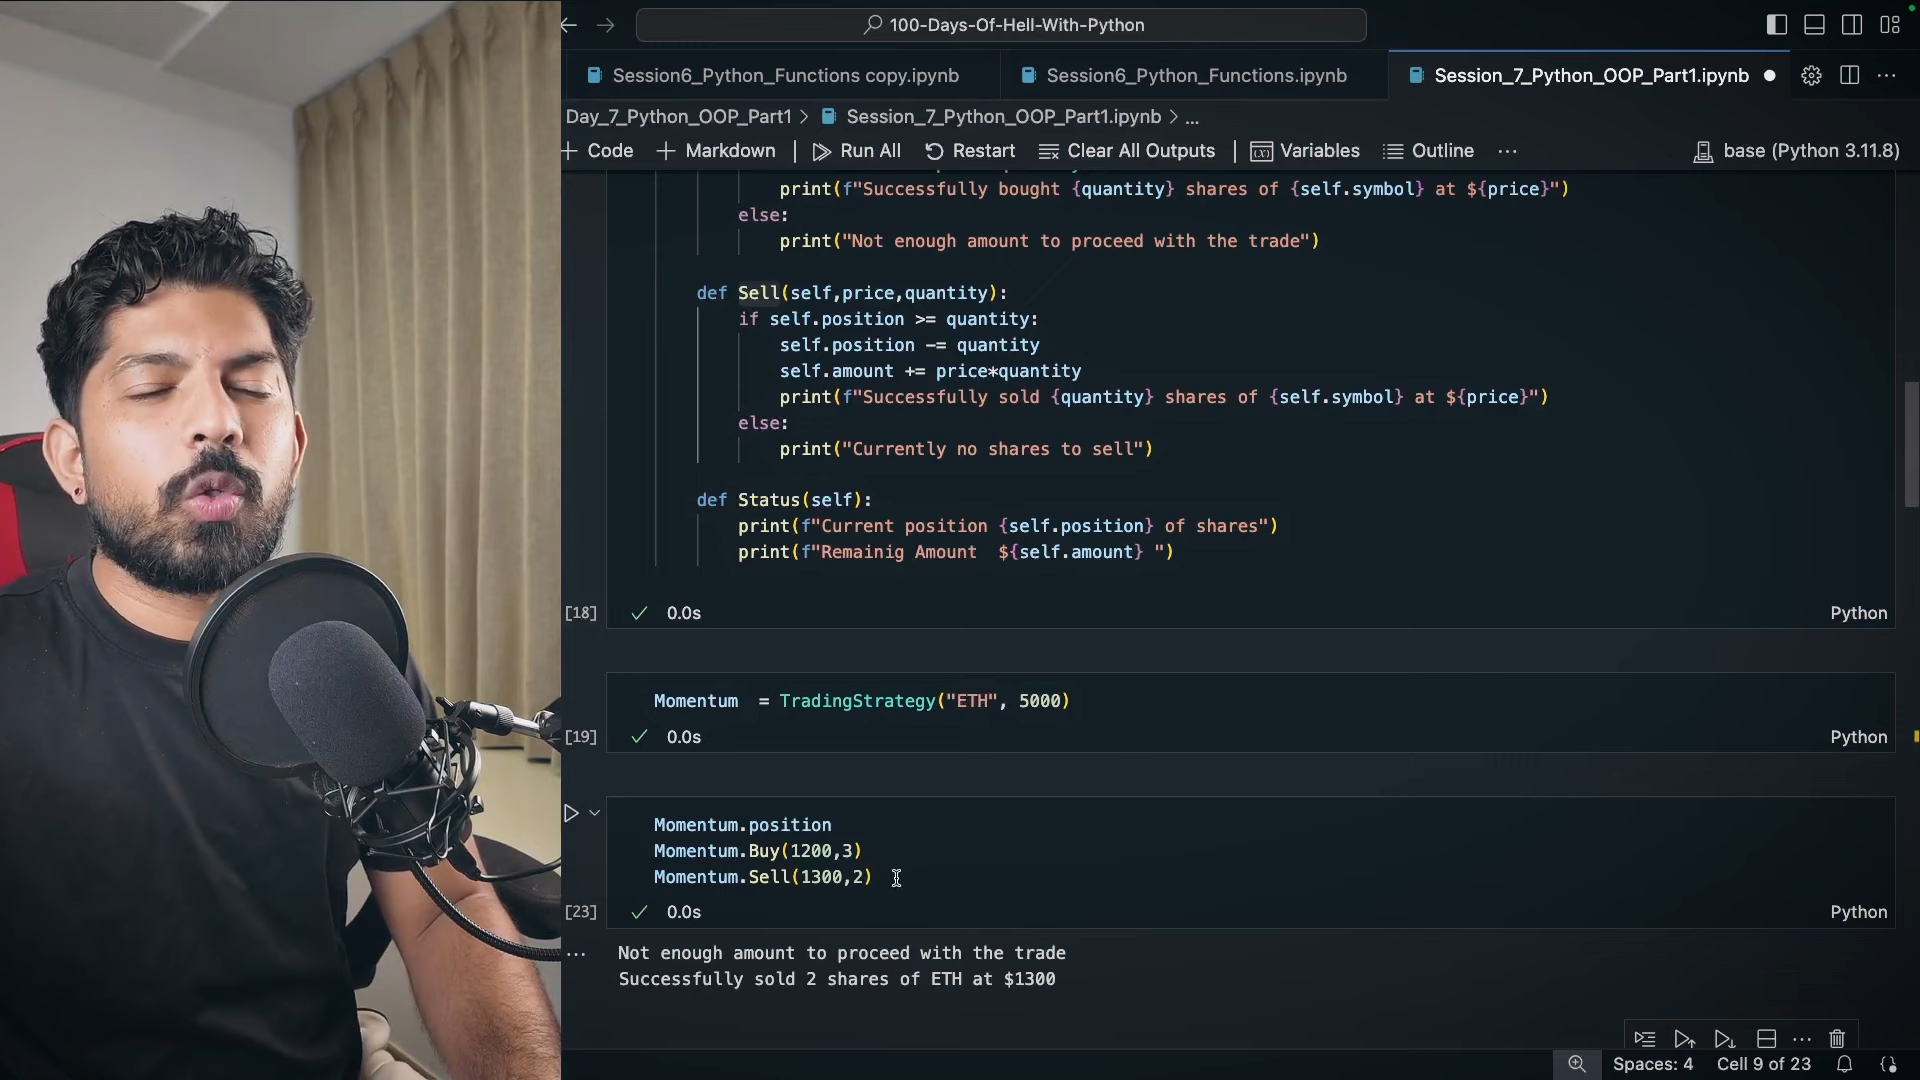 100-Days-Of-Hell-With-Python
Session6_Python_Functions copy.ipynb
Session6_Python_Functions.ipynb
Session_7_Python_OOP_Part1.ipynb
Day_7_Python_OOP_Part1 > Session_7_Python_OOP_Part1.ipynb > ...
+ Code + Markdown Run All Restart Clear All Outputs Variables Outline ... base (Python 3.11.8)
print(f"Successfully bought {quantity} shares of {self.symbol} at ${price}")
else:
print("Not enough amount to proceed with the trade")
def Sell(self,price,quantity):
if self.position >= quantity:
self.position -= quantity
self.amount += price*quantity
print(f"Successfully sold {quantity} shares of {self.symbol} at ${price}")
else:
print("Currently no shares to sell")
def Status(self):
print(f"Current position {self.position} of shares")
print(f"Remainig Amount  ${self.amount} ")
[18] 0.0s Python
Momentum  = TradingStrategy("ETH", 5000)
[19] 0.0s Python
Momentum.position
Momentum.Buy(1200,3)
Momentum.Sell(1300,2)
[23] 0.0s Python
Not enough amount to proceed with the trade
Successfully sold 2 shares of ETH at $1300
Spaces: 4 Cell 9 of 23